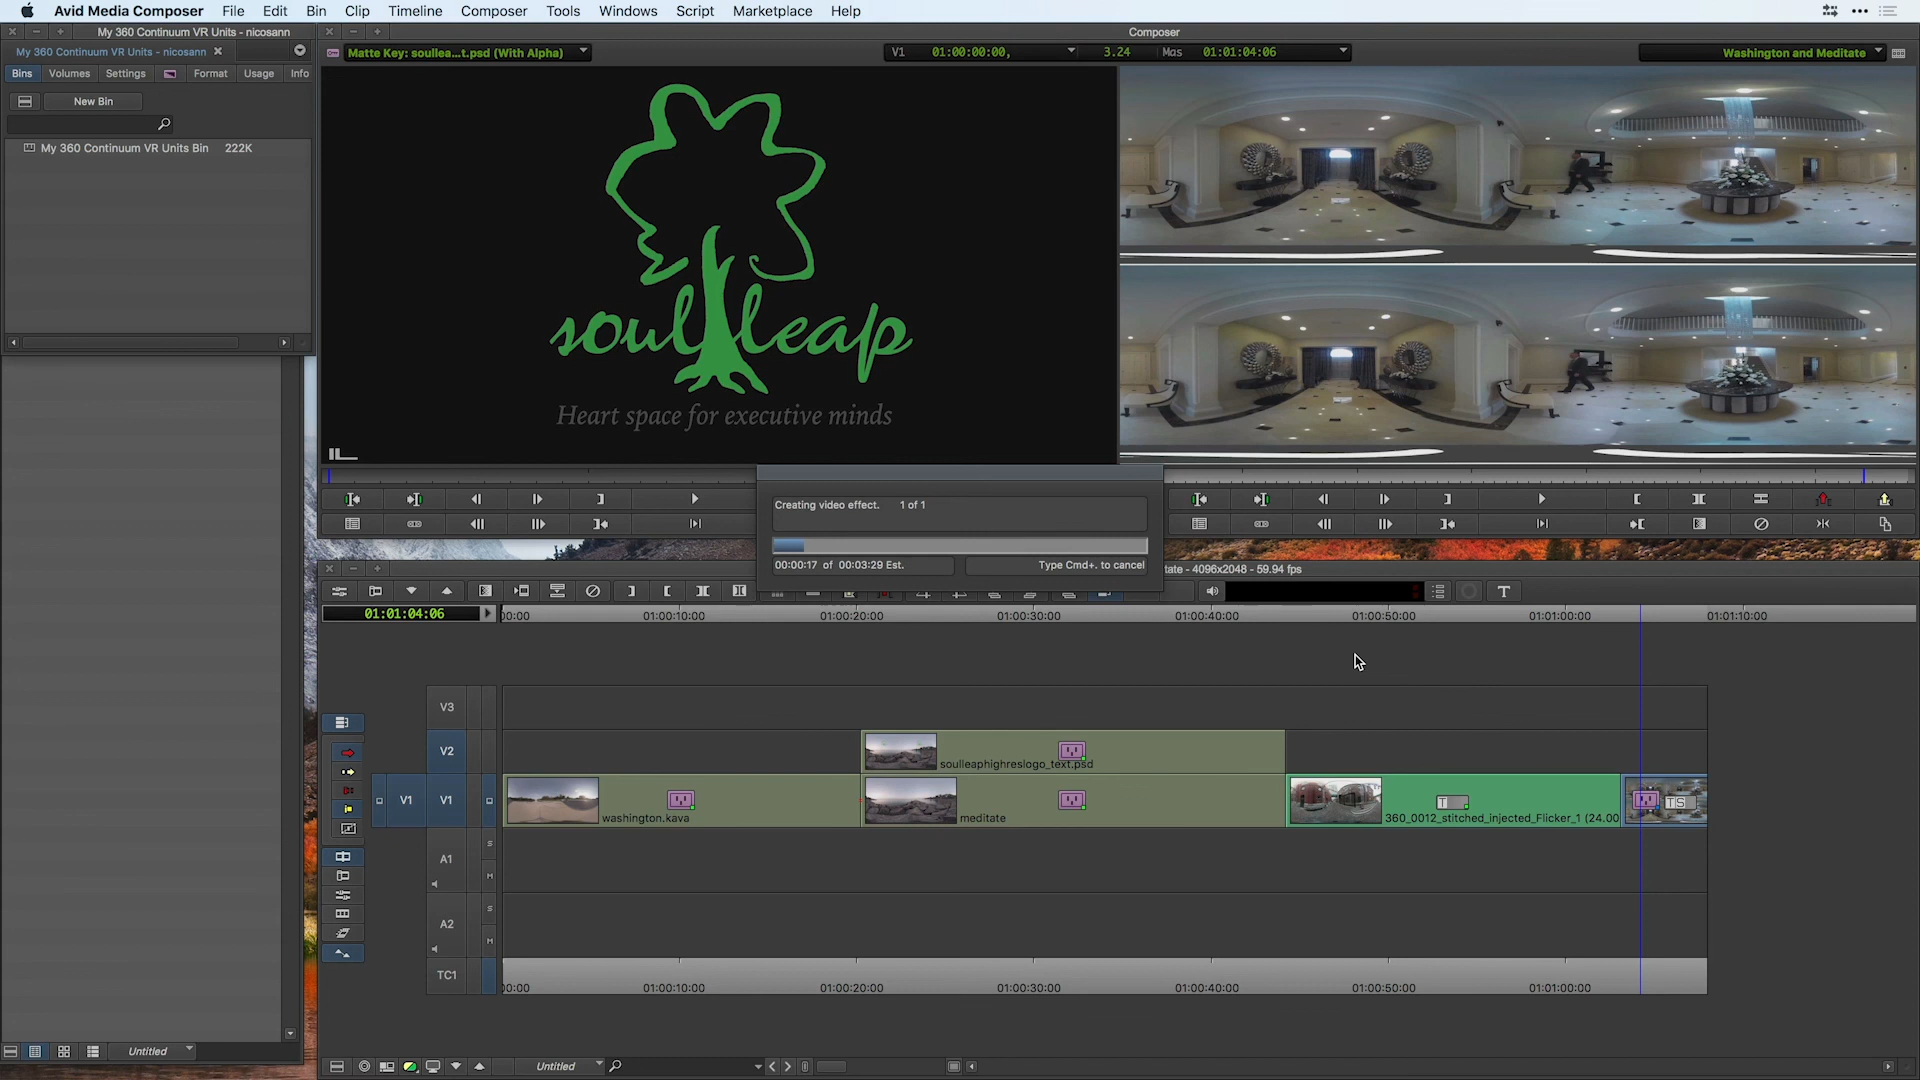 Avid Media Composer File Edit Bin Clip Timeline Composer Tools Windows Script Marketplace Help
My 360 Continuum VR Units - nicosann
Composer
My 360 Continuum VR Units - nicosann
Matte Key: soullea...t.psd (With Alpha)
V1 01:00:00:00, 3.24 Mas 01:01:04:06
Washington and Meditate
Bins Volumes Settings Format Usage Info
New Bin
My 360 Continuum VR Units Bin 222K
soul leap
Heart space for executive minds
Creating video effect. 1 of 1
00:00:17 of 00:03:29 Est. Type Cmd+. to cancel
tate - 4096x2048 - 59.94 fps
T
01:01:04:06
00:00 01:00:10:00 01:00:20:00 01:00:30:00 01:00:40:00 01:00:50:00 01:01:00:00 01:01:10:00
V3
V2
soulleaphighreslogo_text.psd
V1 V1
T
TS
washington.kava
meditate
360_0012_stitched_injected_Flicker_1 (24.00
S
A1
M
S
A2
M
TC1
00:00 01:00:10:00 01:00:20:00 01:00:30:00 01:00:40:00 01:00:50:00 01:01:00:00
Untitled
Untitled